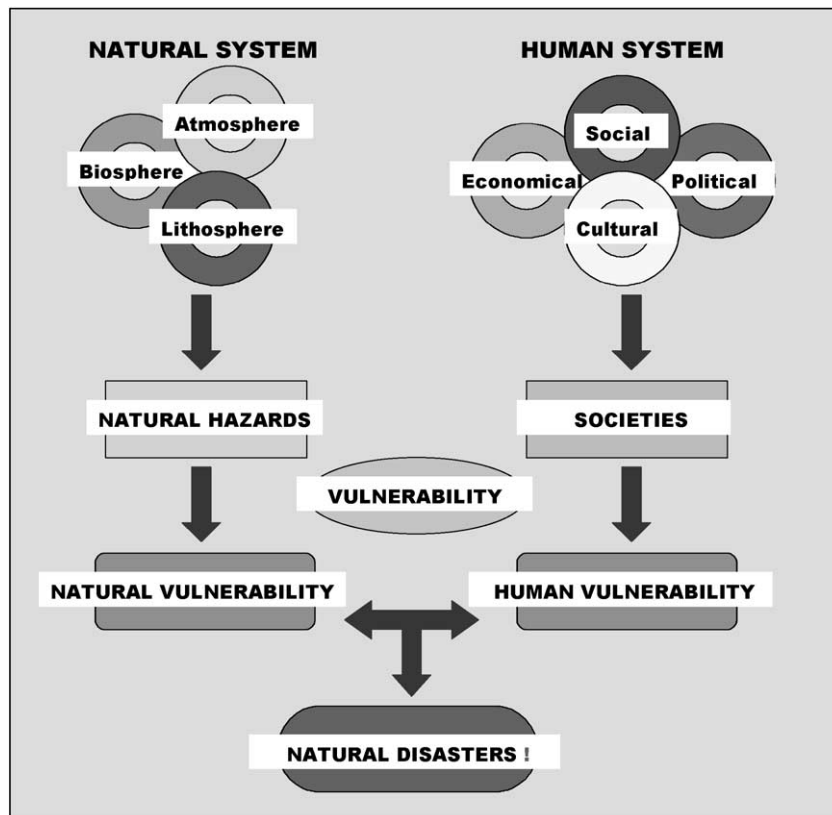 NATURAL SYSTEM
HUMAN SYSTEM
Atmosphere
Biosphere
Lithosphere
Social
Economical
Political
Cultural
NATURAL HAZARDS
SOCIETIES
VULNERABILITY
NATURAL VULNERABILITY
HUMAN VULNERABILITY
NATURAL DISASTERS !